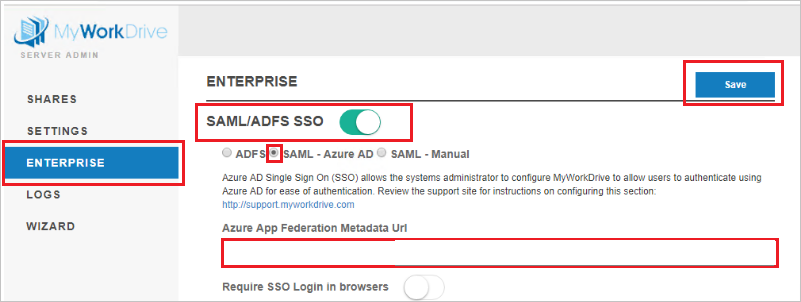 MyWorkDrive
SERVER ADMIN
SHARES
SETTINGS
ENTERPRISE
LOGS
WIZARD
ENTERPRISE
Save
SAML/ADFS SSO
ADFS SAML - Azure AD SAML - Manual
Azure AD Single Sign On (SSO) allows the systems administrator to configure MyWorkDrive to allow users to authenticate using
Azure AD for ease of authentication. Review the support site for instructions on configuring this section:
http://support.myworkdrive.com
Azure App Federation Metadata Url
Require SSO Login in browsers